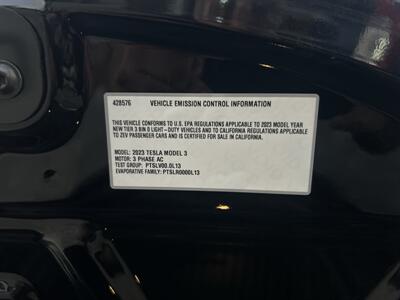 428576 VEHICLE EMISSION CONTROL INFORMATION
THIS VEHICLE CONFORMS TO U.S. EPA REGULATIONS APPLICABLE TO 2023 MODEL YEAR
NEW TIER 3 BIN 0 LIGHT-DUTY VEHICLES AND TO CALIFORNIA REGULATIONS APPLICABLE
TO ZEV PASSENGER CARS AND IS CERTIFIED FOR SALE IN CALIFORNIA.
MODEL: 2023 TESLA MODEL 3
MOTOR: 3 PHASE AC
TEST GROUP: PTSLV00.0L13
EVAPORATIVE FAMILY: PTSLR0000L13